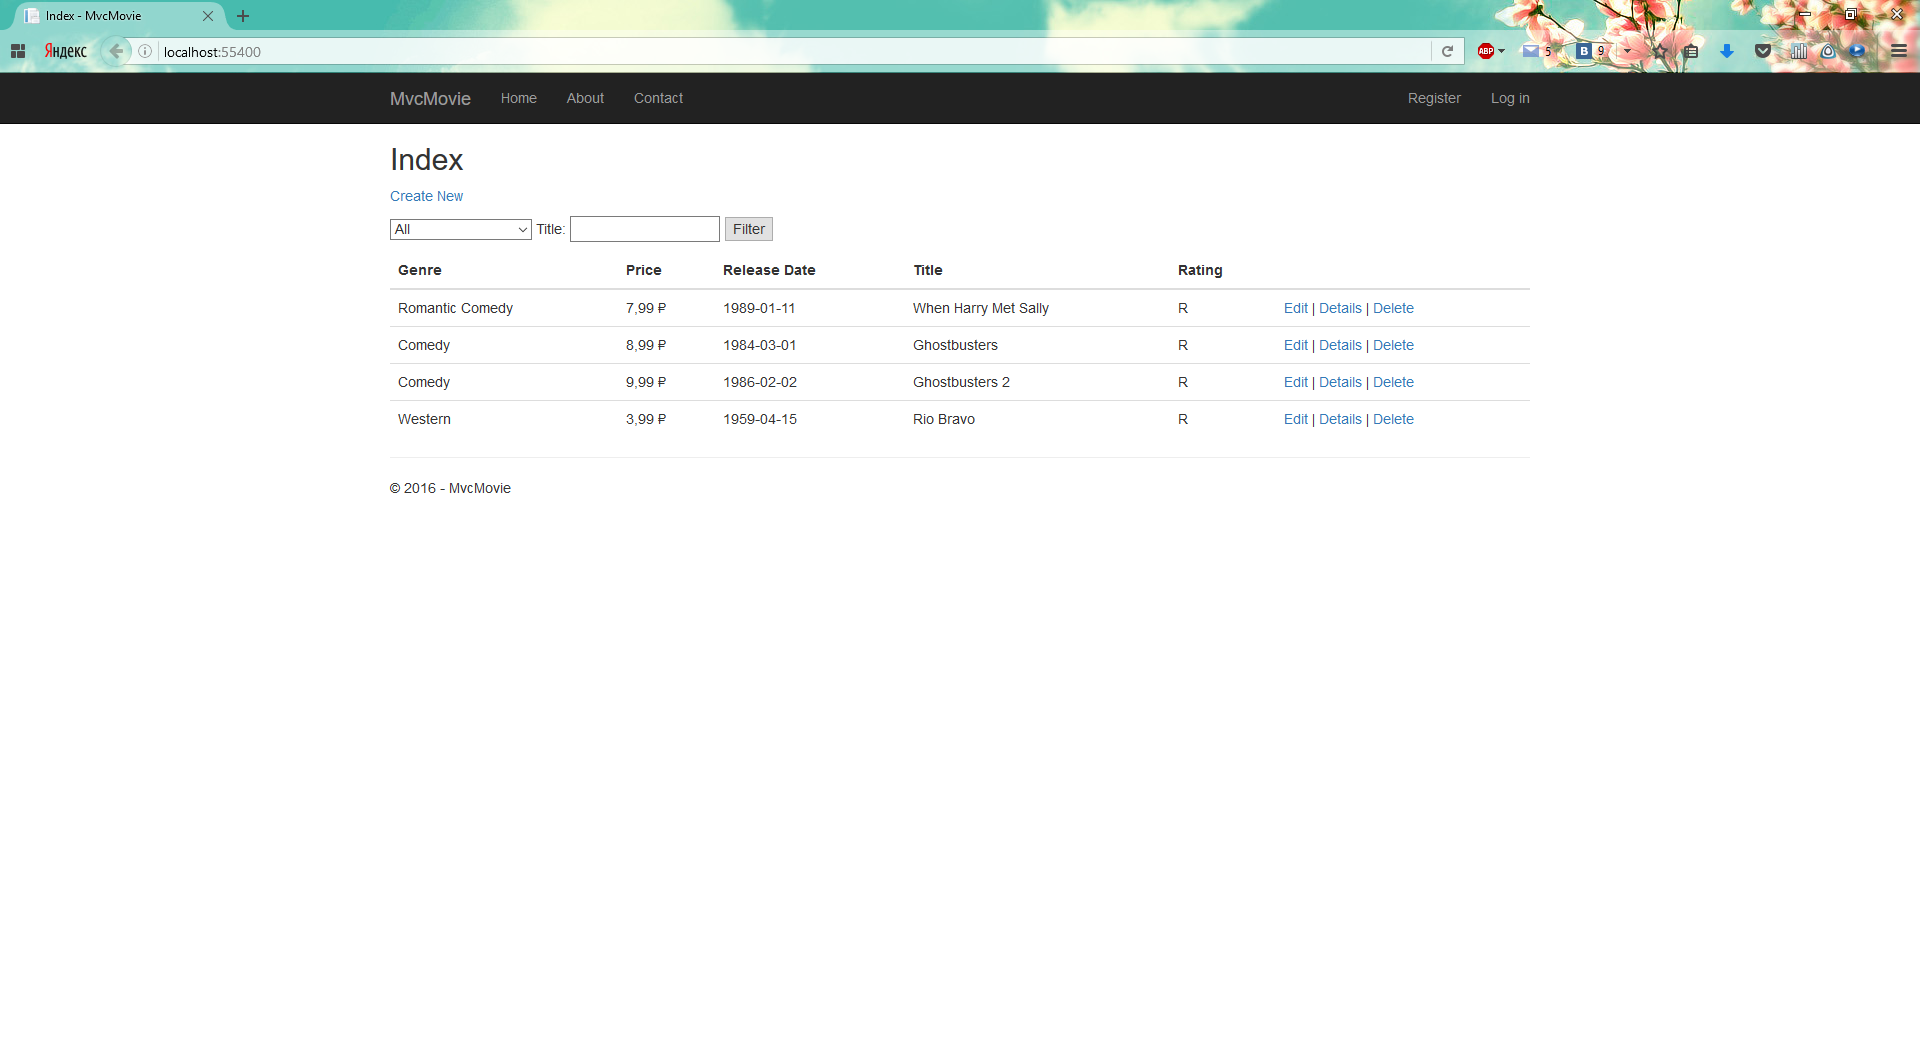 Index - MvcMovie
Яндекс
localhost:55400
ABP
5
B 9
MvcMovie Home About Contact Register Log in
Index
Create New
All Title: Filter
Genre Price Release Date Title Rating
Romantic Comedy 7,99 ₽ 1989-01-11 When Harry Met Sally R Edit | Details | Delete
Comedy 8,99 ₽ 1984-03-01 Ghostbusters R Edit | Details | Delete
Comedy 9,99 ₽ 1986-02-02 Ghostbusters 2 R Edit | Details | Delete
Western 3,99 ₽ 1959-04-15 Rio Bravo R Edit | Details | Delete
© 2016 - MvcMovie